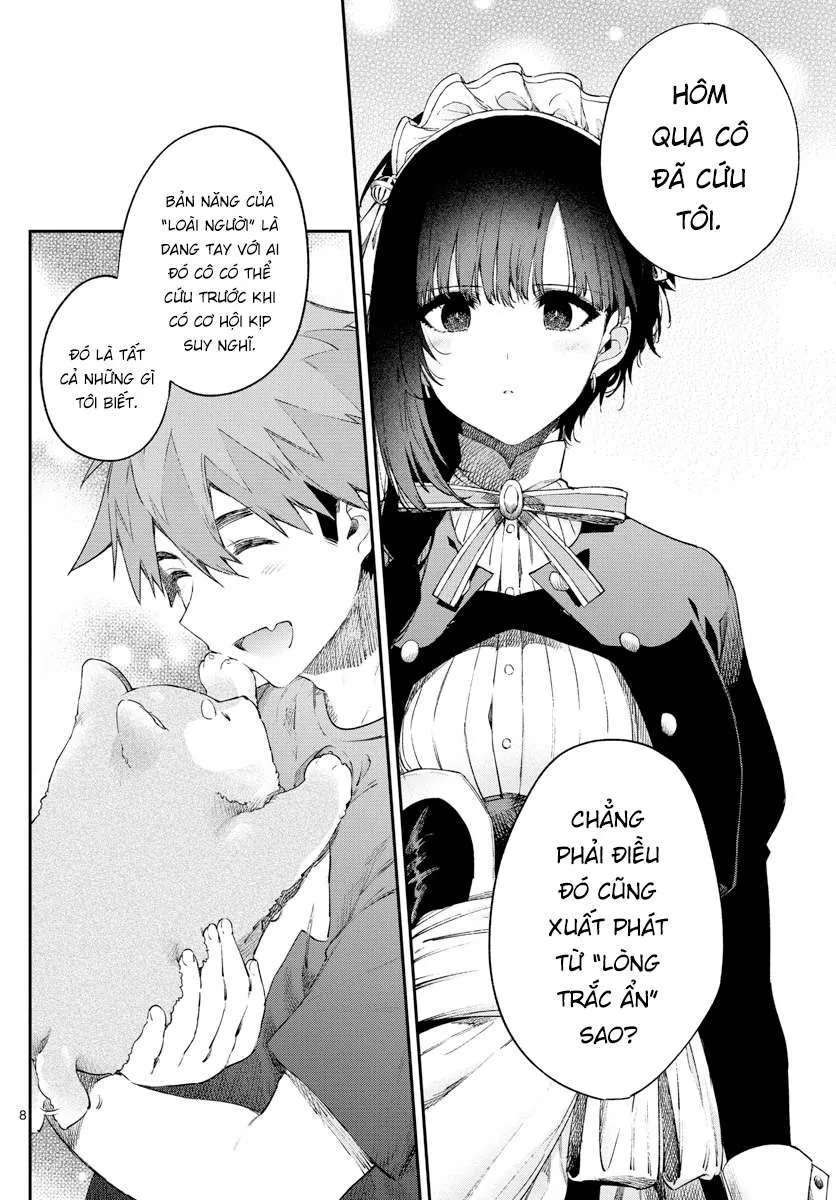 HÔM
QUA CÔ
ĐÃ CỨU
TÔI.
CHẲNG
PHẢI ĐIỀU
ĐÓ CŨNG
XUẤT PHÁT
TỪ "LÒNG
TRẮC ẨN"
SAO?
BẢN NĂNG CỦA
"LOÀI NGƯỜI" LÀ
DANG TAY VỚI AI
ĐÓ CÔ CÓ THỂ
CỨU TRƯỚC KHI
CÓ CƠ HỘI KỊP
SUY NGHĨ.
ĐÓ LÀ TẤT
CẢ NHỮNG GÌ
TÔI BIẾT.
8